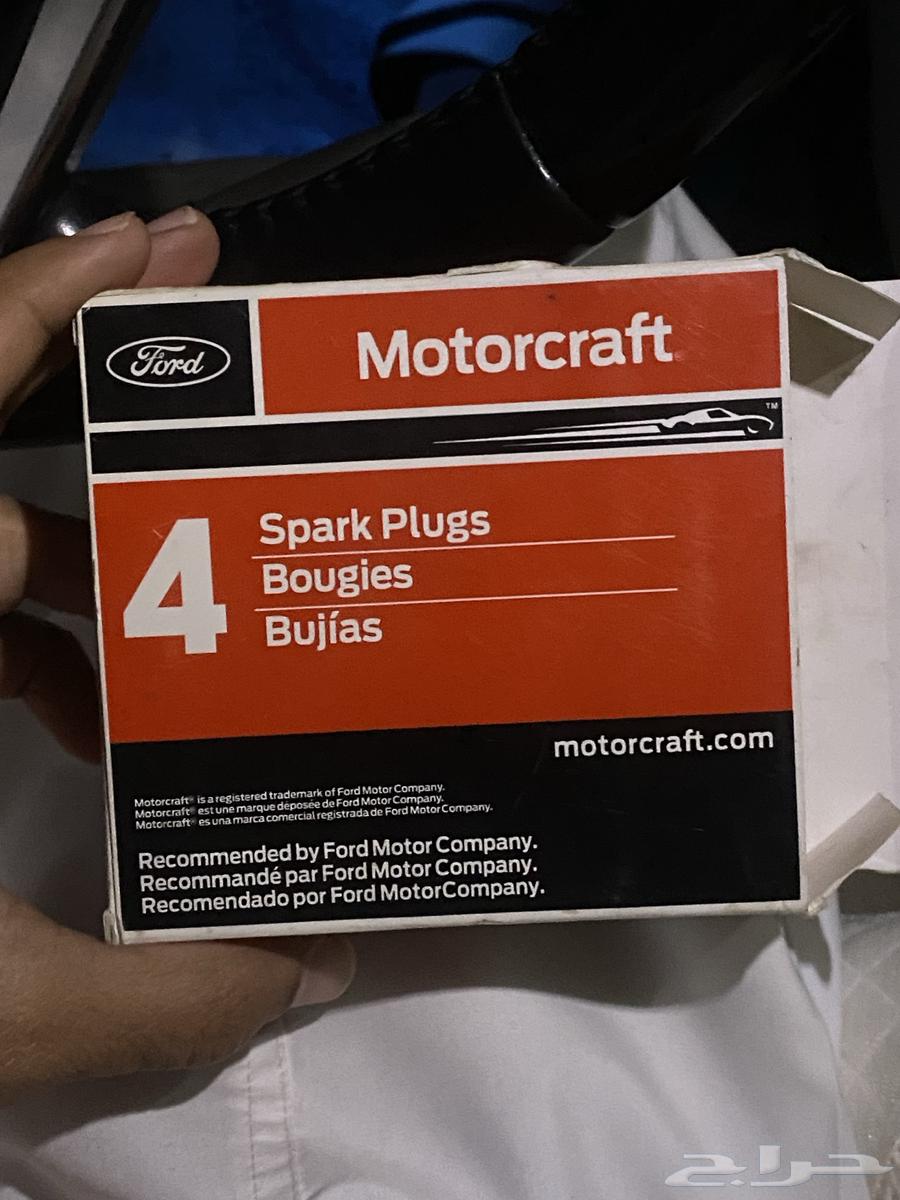 Ford
Motorcraft
TM
4
Spark Plugs
Bougies
Bujías
motorcraft.com
Motorcraft® is a registered trademark of Ford Motor Company.
Motorcraft® est une marque déposée de Ford Motor Company.
Motorcraft® es una marca comercial registrada de Ford Motor Company.
Recommended by Ford Motor Company.
Recommandé par Ford Motor Company.
Recomendado por Ford MotorCompany.
حراج